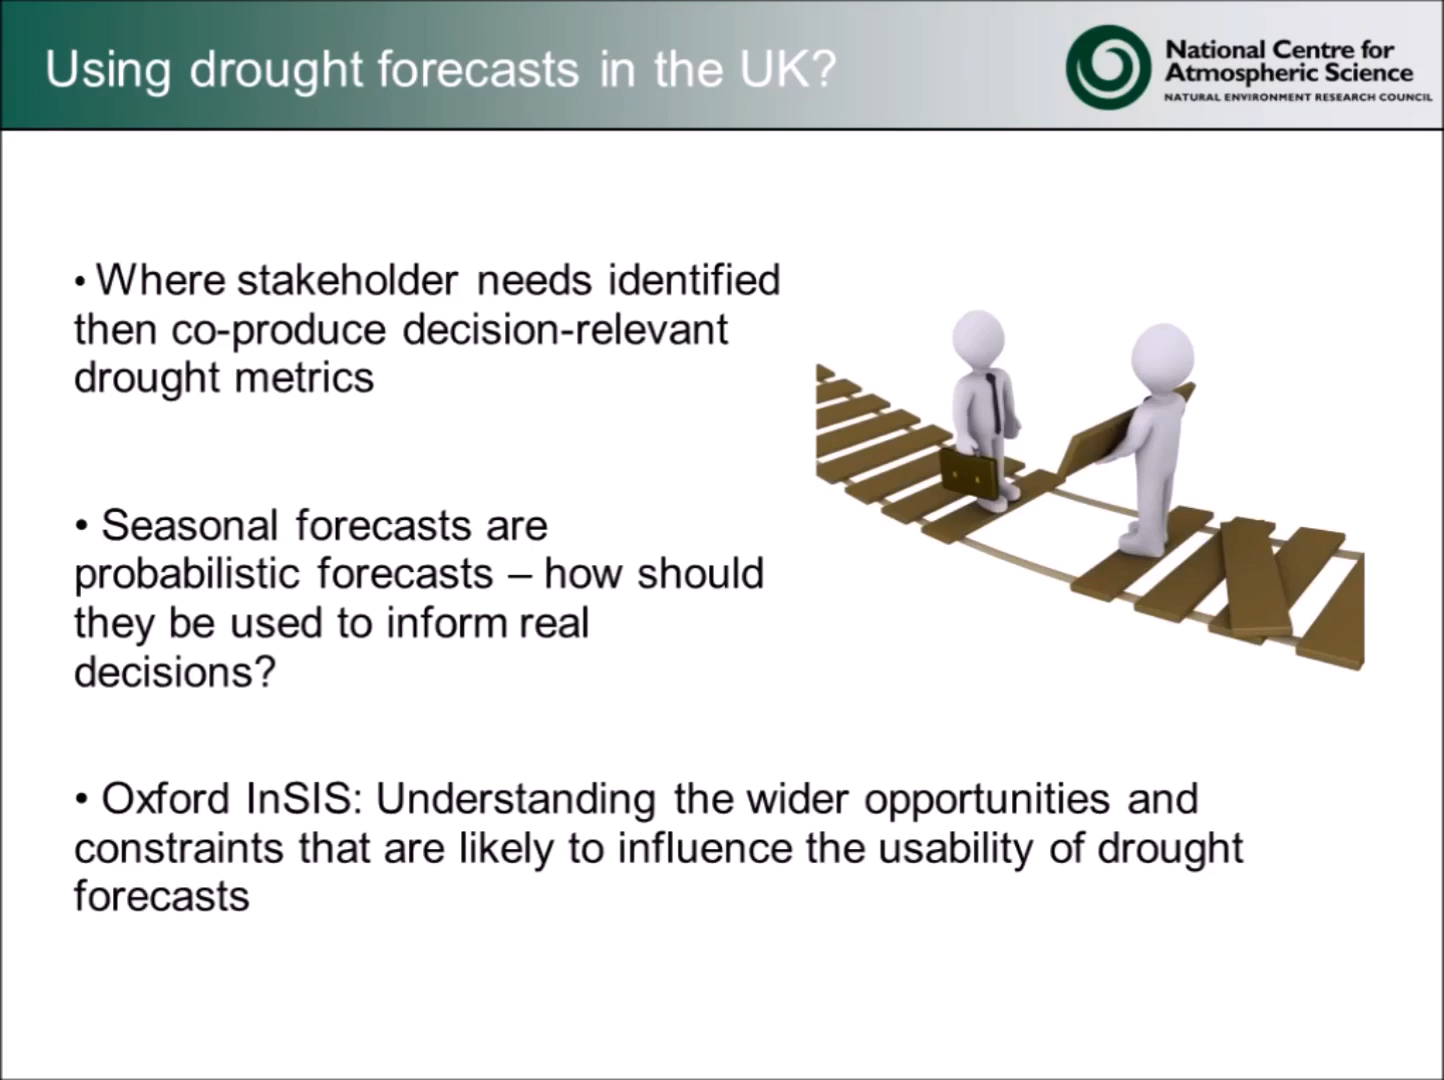 Using drought forecasts in the UK?
National Centre for
Atmospheric Science
NATURAL ENVIRONMENT RESEARCH COUNCIL
• Where stakeholder needs identified
then co-produce decision-relevant
drought metrics
• Seasonal forecasts are
probabilistic forecasts – how should
they be used to inform real
decisions?
• Oxford InSIS: Understanding the wider opportunities and
constraints that are likely to influence the usability of drought
forecasts